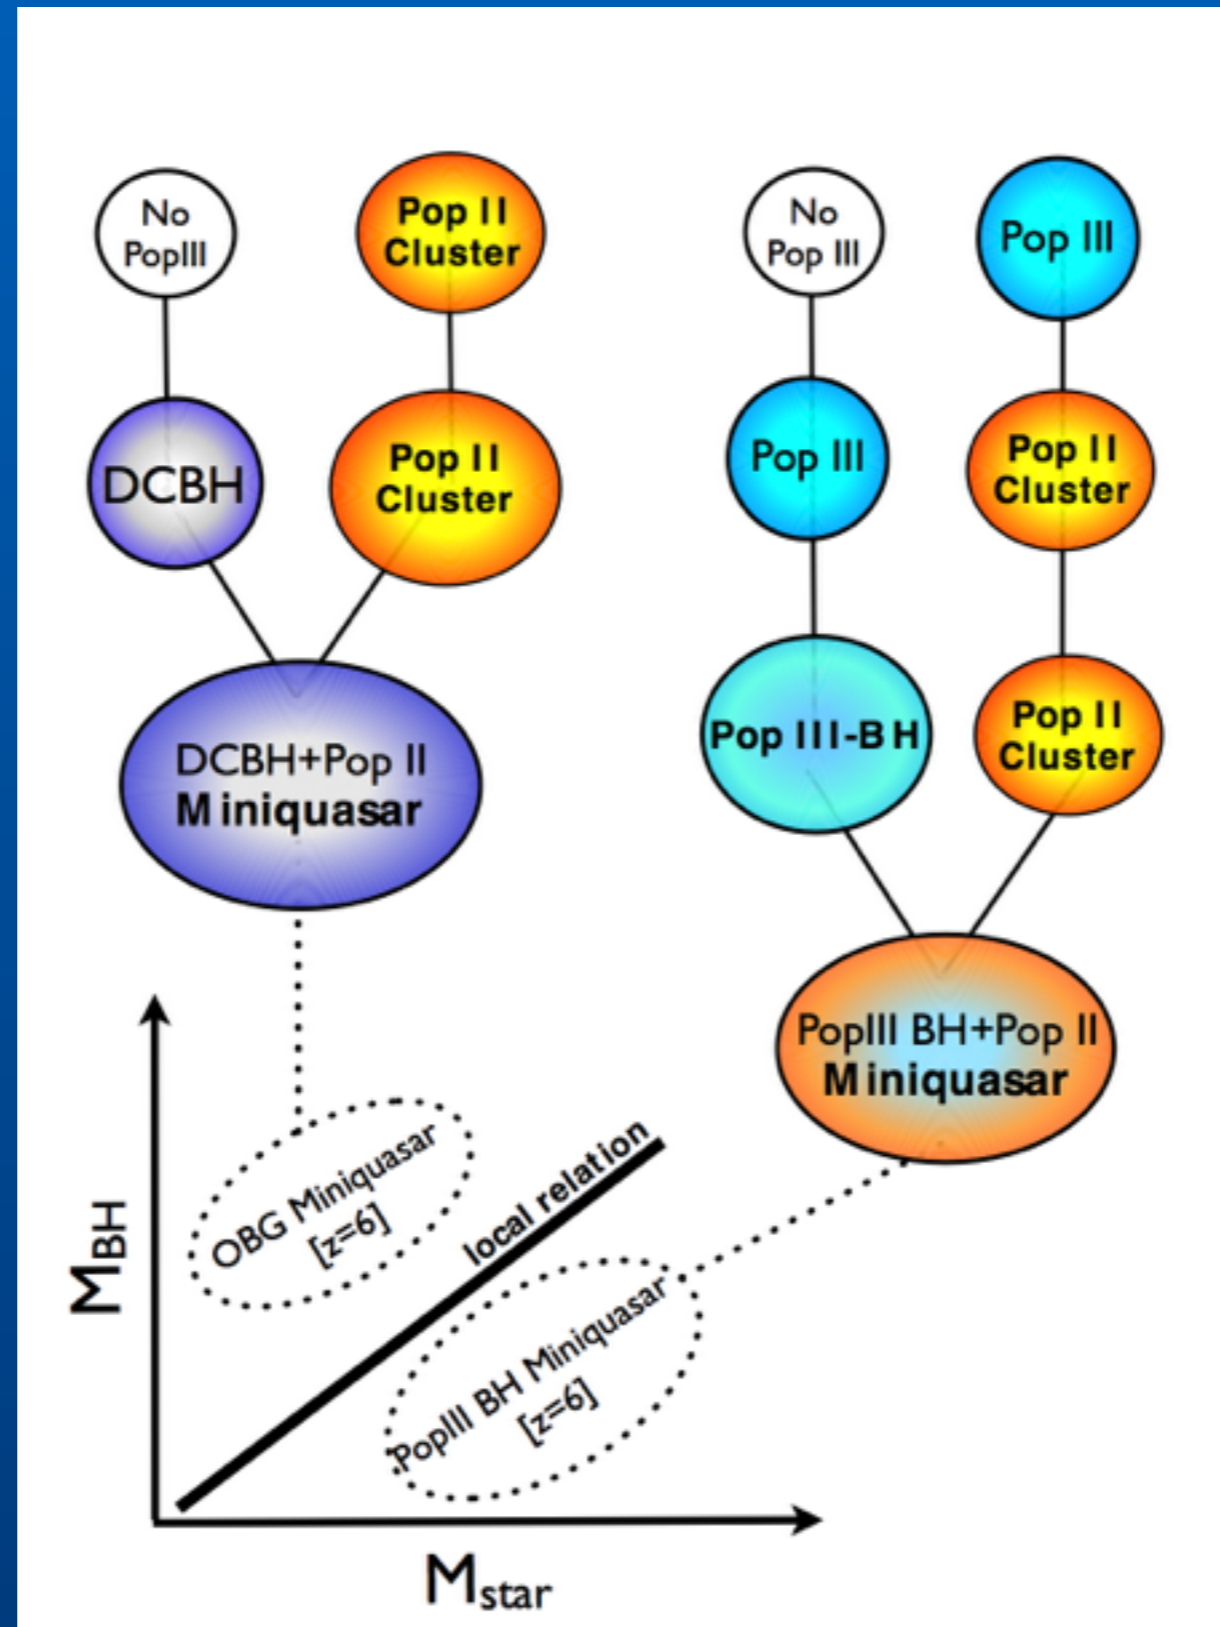 No
PopIII
Pop II
Cluster
No
Pop III
Pop III
DCBH
Pop II
Cluster
Pop III
Pop II
Cluster
DCBH+Pop II
Miniquasar
Pop III-BH
Pop II
Cluster
PopIII BH+Pop II
Miniquasar
MBH
OBG Miniquasar
[z=6]
local relation
PopIII BH Miniquasar
[z=6]
Mstar